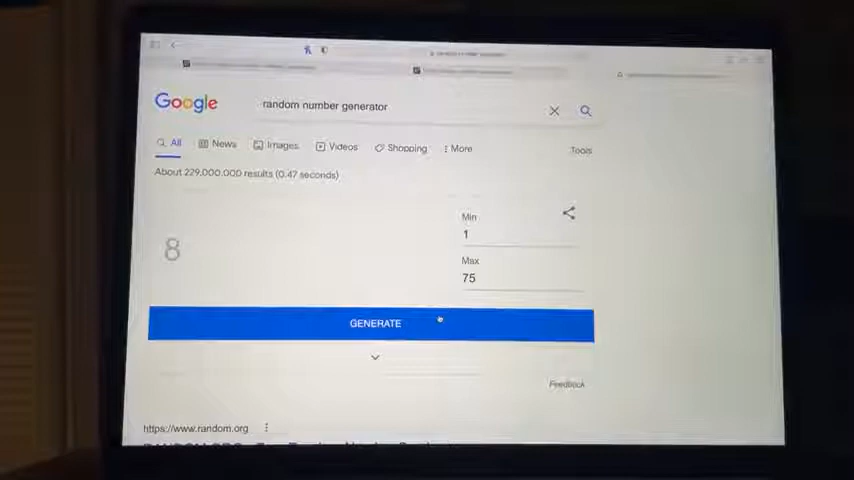 Google
random number generator
All News Images Videos Shopping More Tools
About 229,000,000 results (0.47 seconds)
Min
1
8
Max
75
GENERATE
Feedback
https://www.random.org